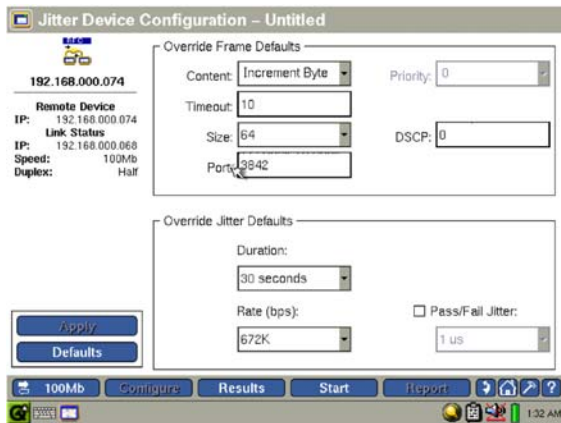 Jitter Device Configuration – Untitled
RFC
192.168.000.074
Remote Device
IP: 192.168.000.074
Link Status
IP: 192.168.000.068
Speed: 100Mb
Duplex: Half
Apply
Defaults
Override Frame Defaults
Content: Increment Byte
Priority: 0
Timeout: 10
Size: 64
DSCP: 0
Port: 3842
Override Jitter Defaults
Duration:
30 seconds
Rate (bps):
672K
Pass/Fail Jitter:
1 us
100Mb
Configure
Results
Start
Report
?
1:32 AM